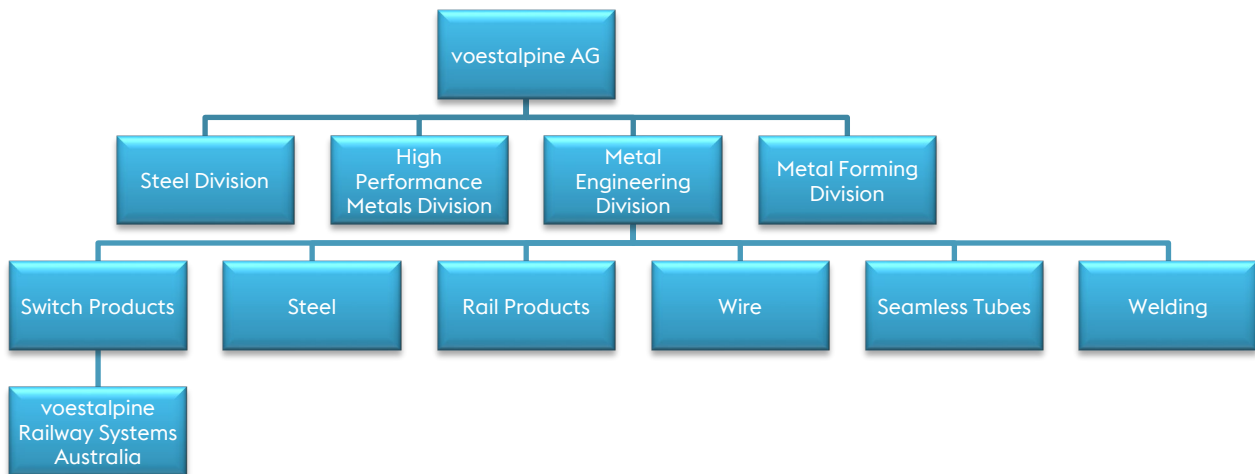 voestalpine AG
Steel Division
High
Performance
Metals Division
Metal
Engineering
Division
Metal Forming
Division
Switch Products
Steel
Rail Products
Wire
Seamless Tubes
Welding
voestalpine
Railway Systems
Australia